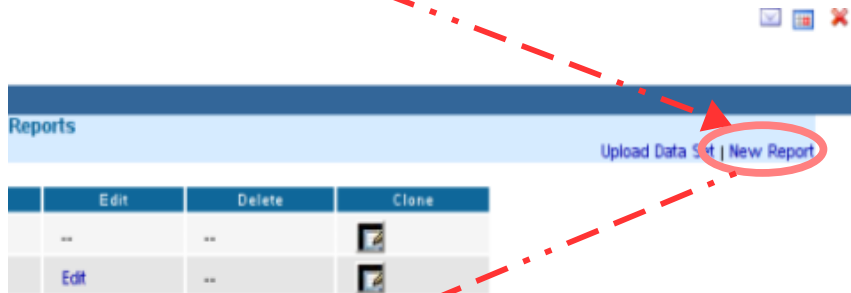 Reports
Upload Data Set | New Report
Edit Delete Clone
-- --
Edit --